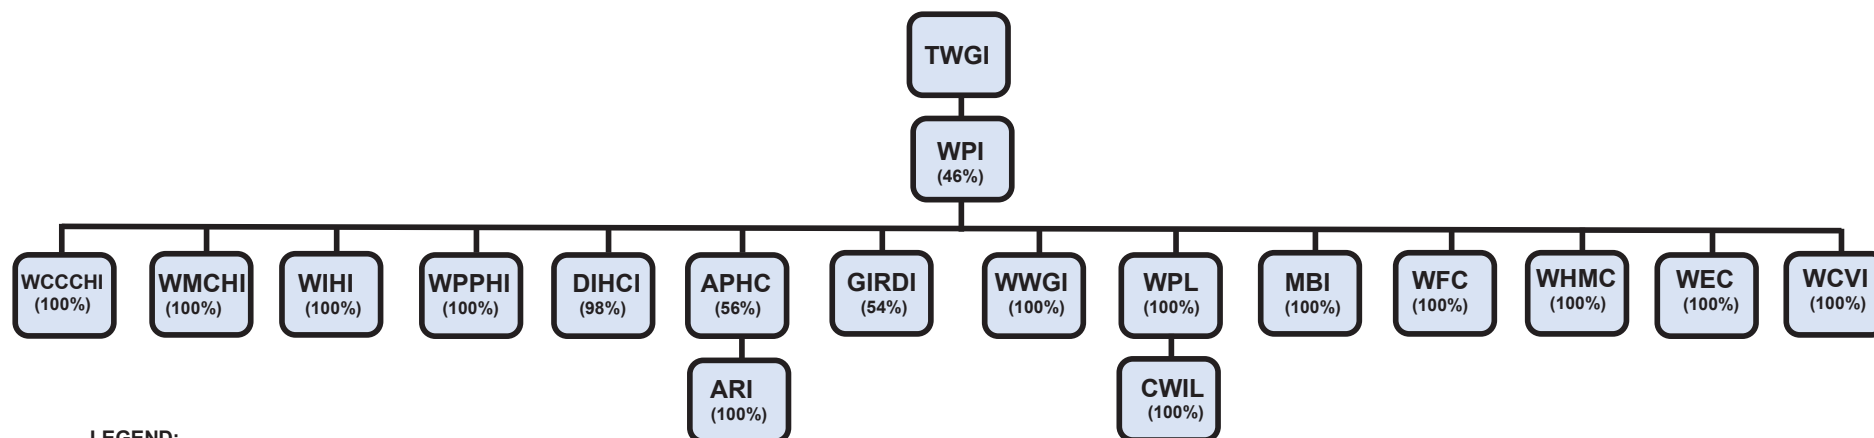 TWGI
WPI
(46%)
WCCCHI
(100%)
WMCHI
(100%)
WIHI
(100%)
WPPHI
(100%)
DIHCI
(98%)
APHC
(56%)
GIRDI
(54%)
WWGI
(100%)
WPL
(100%)
MBI
(100%)
WFC
(100%)
WHMC
(100%)
WEC
(100%)
WCVI
(100%)
ARI
(100%)
CWIL
(100%)
LEGEND: